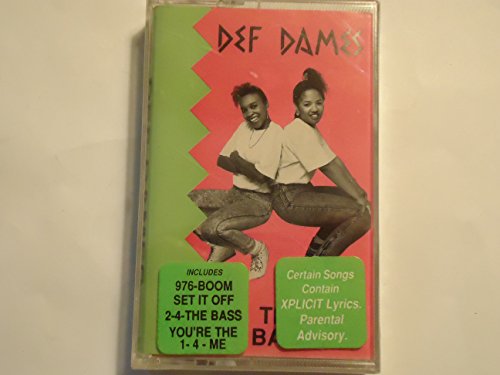 DEF DAMES
INCLUDES
976-BOOM
SET IT OFF
2-4-THE BASS
YOU'RE THE
1-4-ME
Certain Songs
Contain
XPLICIT Lyrics.
Parental
Advisory.